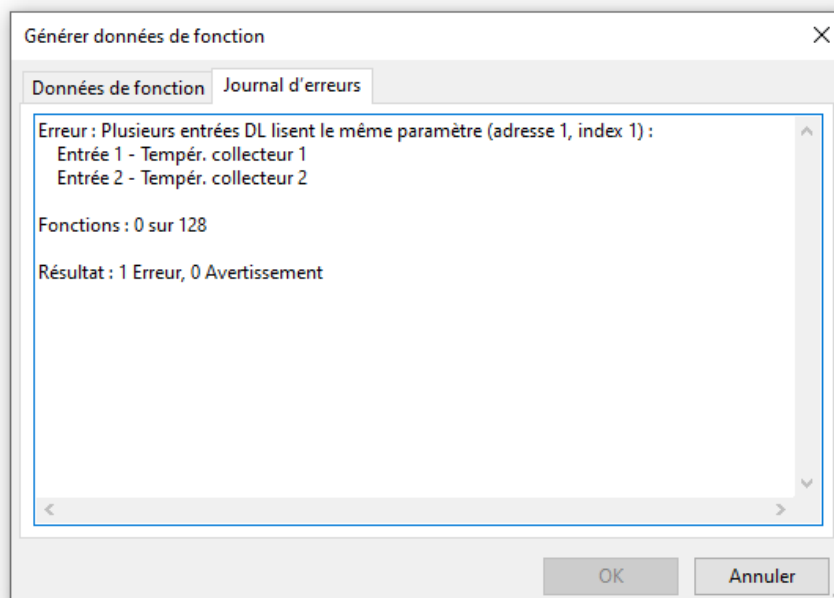 Générer données de fonction
Données de fonction
Journal d'erreurs
Erreur : Plusieurs entrées DL lisent le même paramètre (adresse 1, index 1) :
Entrée 1 - Tempér. collecteur 1
Entrée 2 - Tempér. collecteur 2
Fonctions : 0 sur 128
Résultat : 1 Erreur, 0 Avertissement
OK
Annuler